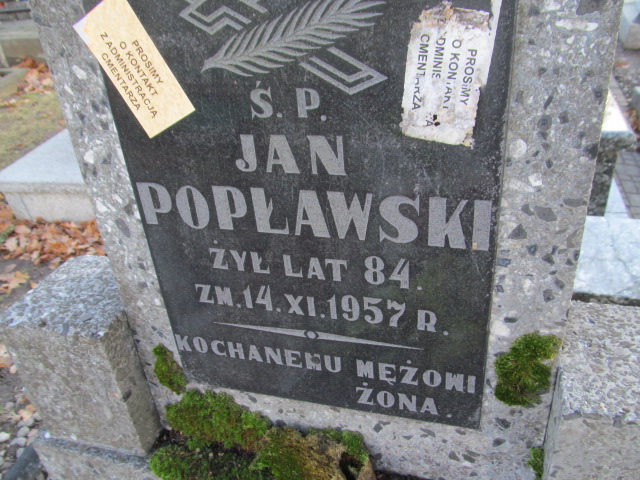 PROSIMY
O KONTAKT
Z ADMINISTRACJĄ
CMENTARZA
PROSIMY
O KONTAKT
CMENTARZA
Ś.P.
JAN
POPŁAWSKI
ŻYŁ LAT 84.
ZM. 14.XI.1957 R.
KOCHANEMU MĘŻOWI
ŻONA